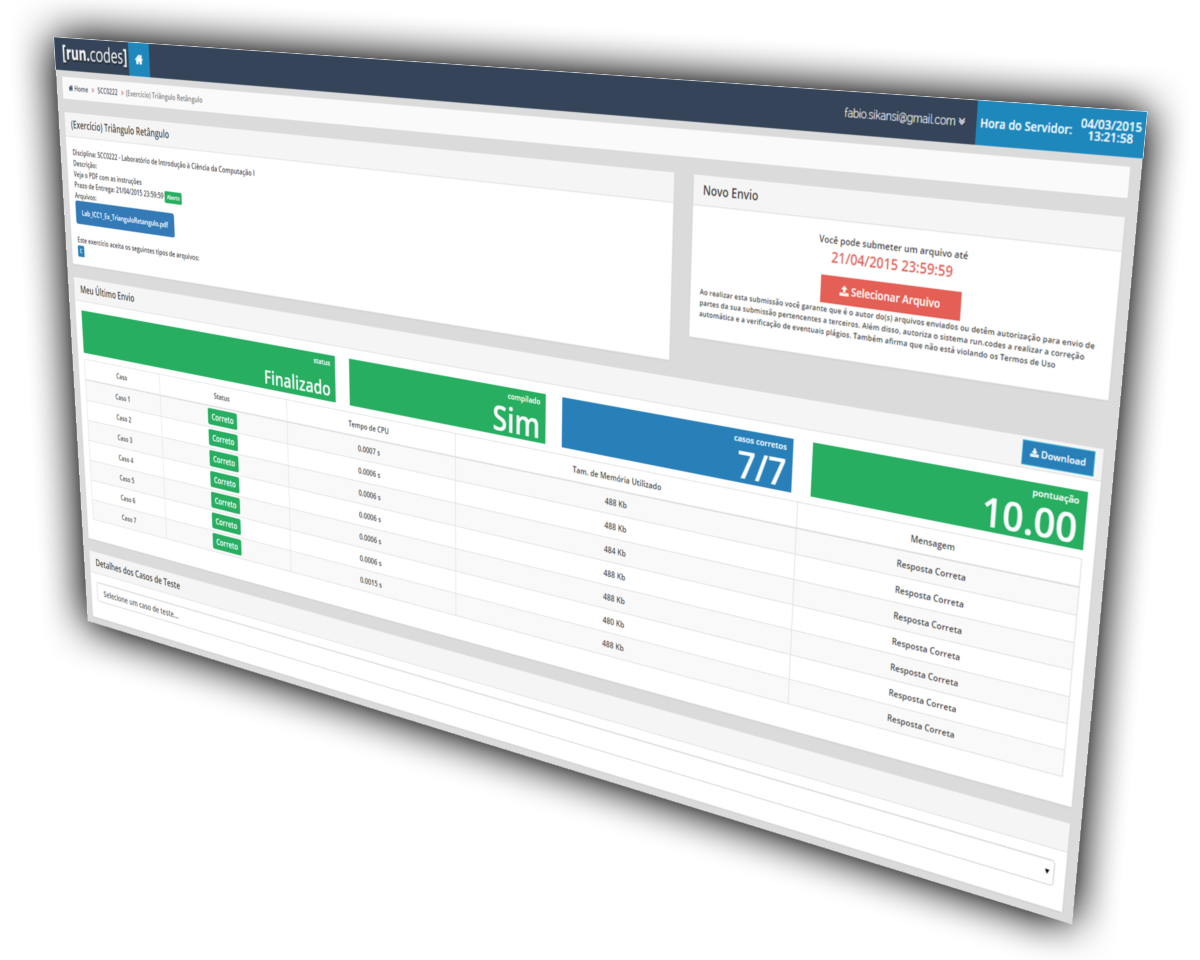 [run.codes]
fabio.sikansi@gmail.com
Hora do Servidor:
04/03/2015
13:21:58
Home
SCC0222
(Exercício) Triângulo Retângulo
(Exercício) Triângulo Retângulo
Disciplina: SCC0222 - Laboratório de Introdução à Ciência da Computação I
Descrição:
Veja o PDF com as instruções
Prazo de Entrega: 21/04/2015 23:59:59 Aberto
Arquivos:
Lab_ICC1_Ex_TrianguloRetangulo.pdf
Este exercício aceita os seguintes tipos de arquivos:
C
Novo Envio
Você pode submeter um arquivo até
21/04/2015 23:59:59
Selecionar Arquivo
Ao realizar esta submissão você garante que é o autor do(s) arquivos enviados ou detêm autorização para envio de
partes da sua submissão pertencentes a terceiros. Além disso, autoriza o sistema run.codes a realizar a correção
automática e a verificação de eventuais plágios. Também afirma que não está violando os Termos de Uso
Meu Último Envio
Download
status
Finalizado
compilado
Sim
casos corretos
7/7
pontuação
10.00
Caso Status Tempo de CPU Tam. de Memória Utilizado Mensagem
Caso 1 Correto 0.0007 s 488 Kb Resposta Correta
Caso 2 Correto 0.0006 s 488 Kb Resposta Correta
Caso 3 Correto 0.0006 s 484 Kb Resposta Correta
Caso 4 Correto 0.0006 s 488 Kb Resposta Correta
Caso 5 Correto 0.0006 s 488 Kb Resposta Correta
Caso 6 Correto 0.0006 s 480 Kb Resposta Correta
Caso 7 Correto 0.0015 s 488 Kb Resposta Correta
Detalhes dos Casos de Teste
Selecione um caso de teste...